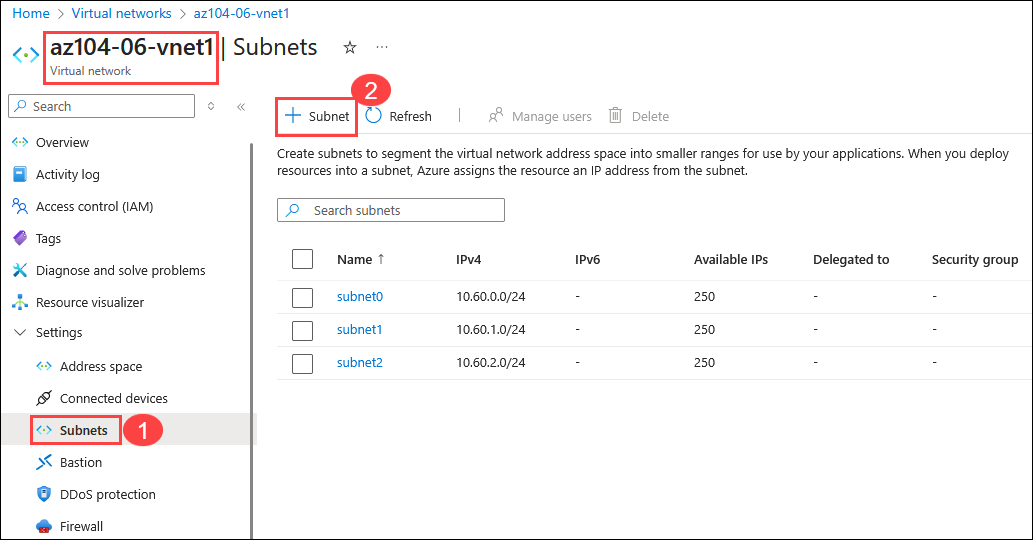 Home > Virtual networks > az104-06-vnet1
az104-06-vnet1 | Subnets
Virtual network
Search
2
+ Subnet Refresh | Manage users Delete
Overview
Activity log
Access control (IAM)
Tags
Diagnose and solve problems
Resource visualizer
Settings
Address space
Connected devices
Subnets 1
Bastion
DDoS protection
Firewall
Create subnets to segment the virtual network address space into smaller ranges for use by your applications. When you deploy
resources into a subnet, Azure assigns the resource an IP address from the subnet.
Search subnets
Name ↑ IPv4 IPv6 Available IPs Delegated to Security group
subnet0 10.60.0.0/24 - 250 - -
subnet1 10.60.1.0/24 - 250 - -
subnet2 10.60.2.0/24 - 250 - -